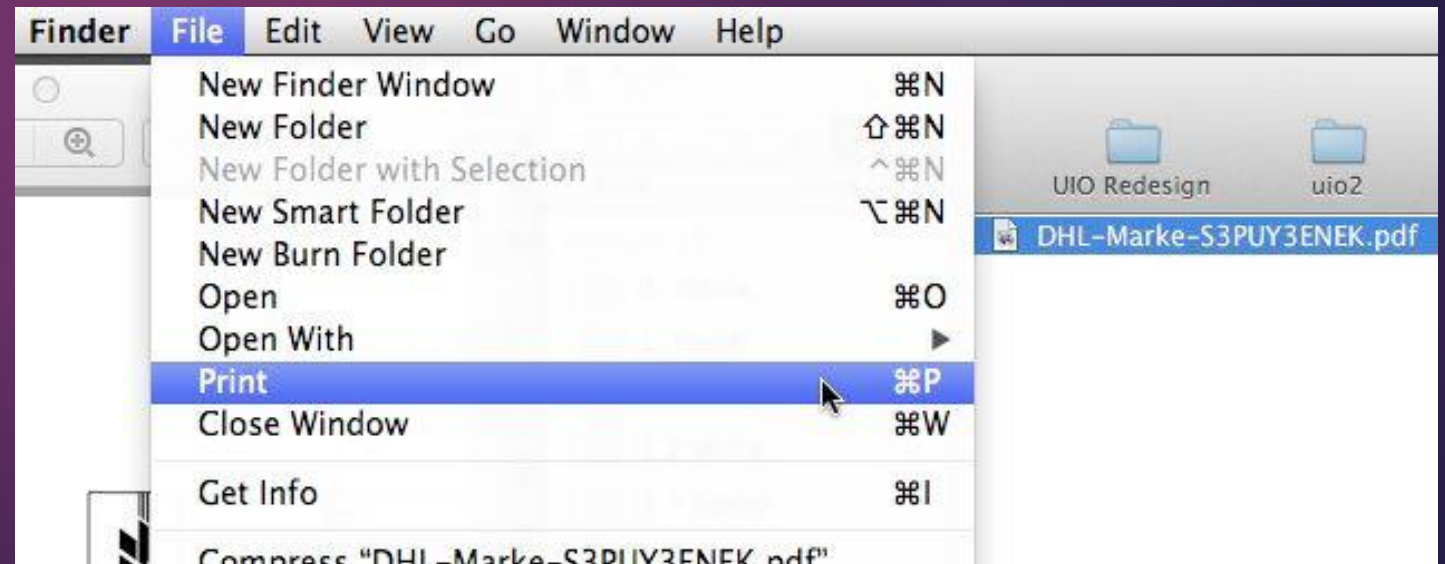 Finder File Edit View Go Window Help
New Finder Window ⌘N
New Folder ⇧⌘N
New Folder with Selection ^⌘N
New Smart Folder ⌥⌘N
New Burn Folder
Open ⌘O
Open With ▶
Print ⌘P
Close Window ⌘W
Get Info ⌘I
Compress “DHL-Marke-S3PUY3ENEK.pdf”
UIO Redesign uio2
DHL-Marke-S3PUY3ENEK.pdf